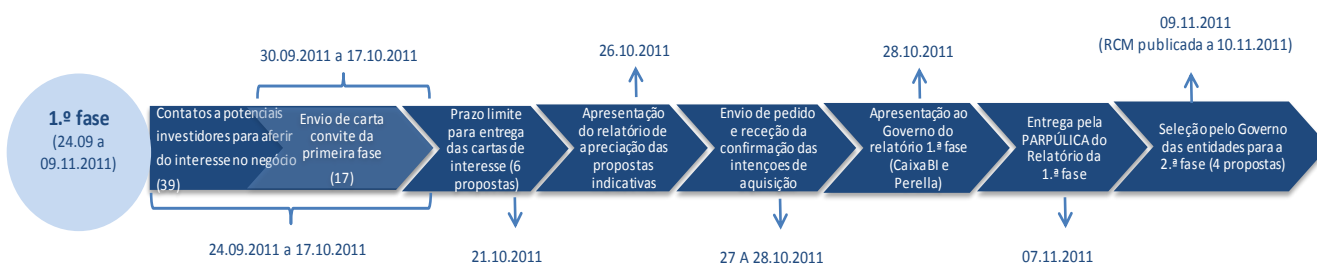 09.11.2011
(RCM publicada a 10.11.2011)
30.09.2011 a 17.10.2011
26.10.2011
28.10.2011
1.º fase
(24.09 a
09.11.2011)
Contatos a potenciais
investidores para aferir
do interesse no negócio
(39)
Envio de carta
convite da
primeira fase
(17)
Prazo limite
para entrega
das cartas de
interesse (6
propostas)
Apresentação
do relatório de
apreciação das
propostas
indicativas
Envio de pedido
e receção da
confirmação das
intençoes de
aquisição
Apresentação ao
Governo do
relatório 1.ª fase
(CaixaBI e
Perella)
Entrega pela
PARPÚLICA do
Relatório da
1.ª fase
Seleção pelo Governo
das entidades para a
2.ª fase (4 propostas)
24.09.2011 a 17.10.2011
21.10.2011
27 A 28.10.2011
07.11.2011